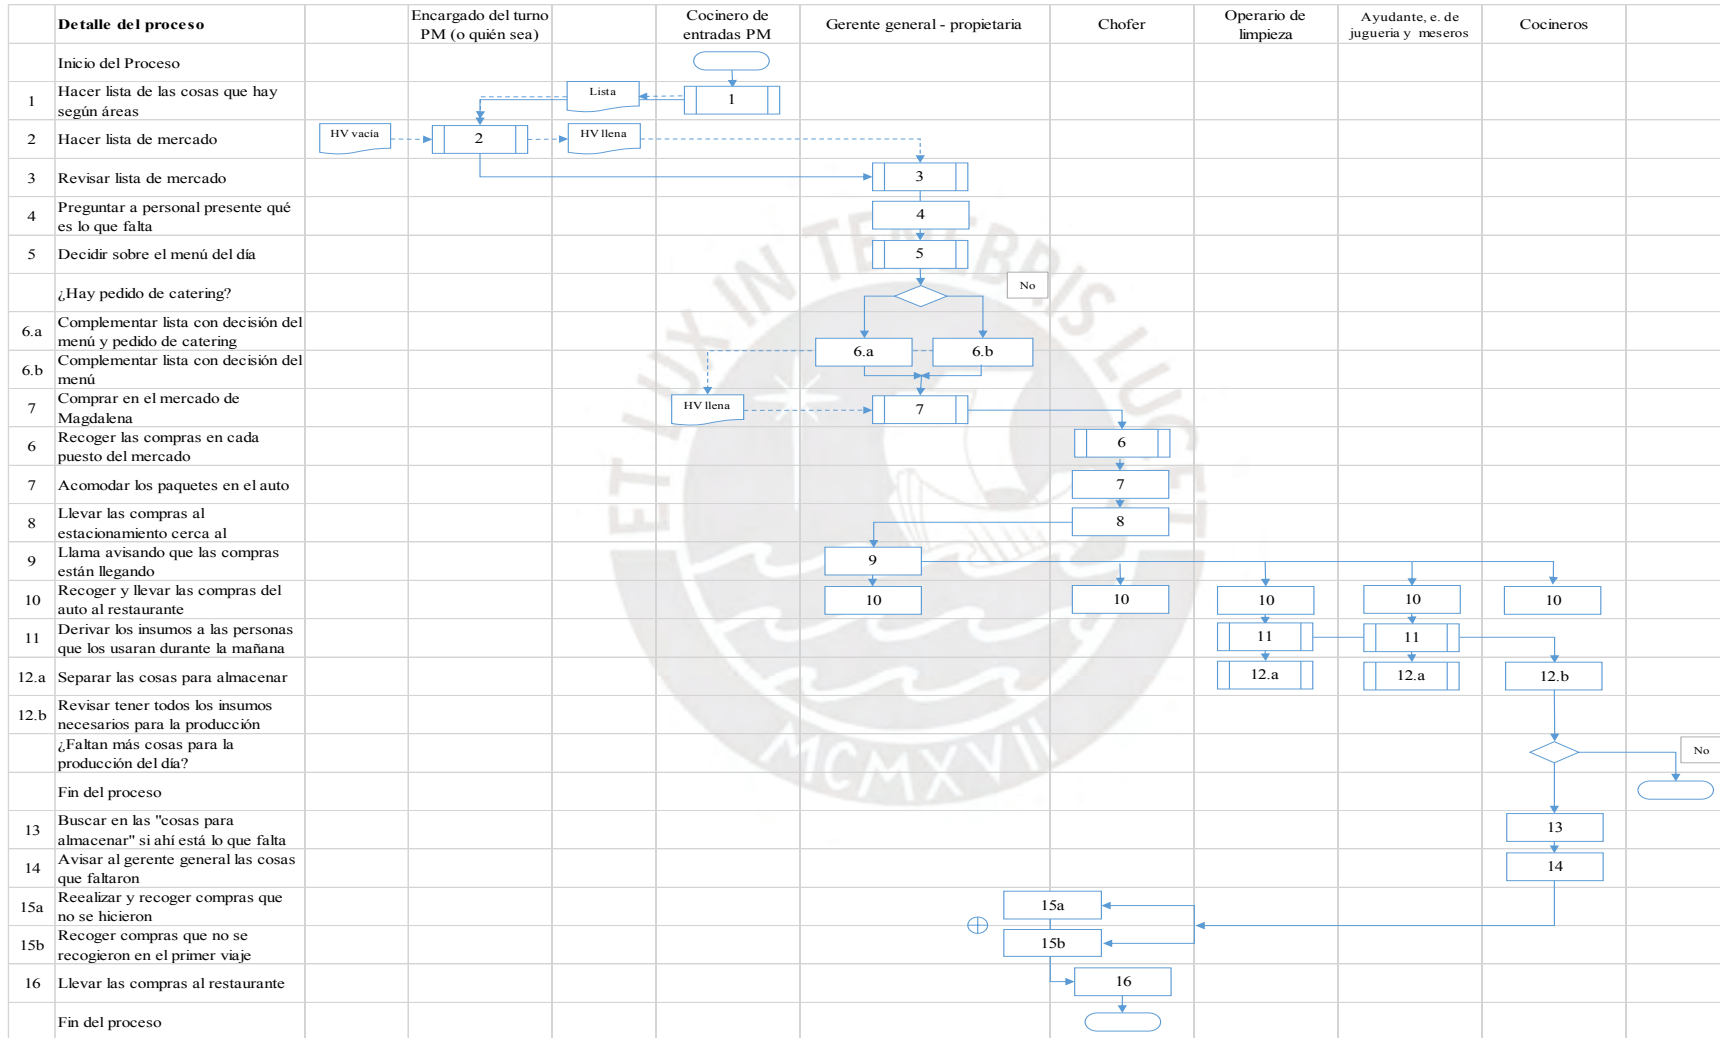 Detalle del proceso
Encargado del turno
PM (o quién sea)
Cocinero de
entradas PM
Gerente general - propietaria
Chofer
Operario de
limpieza
Ayudante, e. de
jugueria y meseros
Cocineros
Inicio del Proceso
1
Hacer lista de las cosas que hay
según áreas
Lista
1
2
Hacer lista de mercado
HV vacía
2
HV llena
3
Revisar lista de mercado
3
4
Preguntar a personal presente qué
es lo que falta
4
5
Decidir sobre el menú del día
5
¿Hay pedido de catering?
No
6.a
Complementar lista con decisión del
menú y pedido de catering
6.a
6.b
6.b
Complementar lista con decisión del
menú
7
Comprar en el mercado de
Magdalena
HV llena
7
6
Recoger las compras en cada
puesto del mercado
6
7
Acomodar los paquetes en el auto
7
8
Llevar las compras al
estacionamiento cerca al
8
9
Llama avisando que las compras
están llegando
9
10
Recoger y llevar las compras del
auto al restaurante
10
10
10
10
10
11
Derivar los insumos a las personas
que los usaran durante la mañana
11
11
12.a
Separar las cosas para almacenar
12.a
12.a
12.b
12.b
Revisar tener todos los insumos
necesarios para la producción
¿Faltan más cosas para la
producción del día?
No
Fin del proceso
13
Buscar en las "cosas para
almacenar" si ahí está lo que falta
13
14
Avisar al gerente general las cosas
que faltaron
14
15a
Reealizar y recoger compras que
no se hicieron
15a
15b
Recoger compras que no se
recogieron en el primer viaje
15b
16
Llevar las compras al restaurante
16
Fin del proceso
ET LUX IN TENEBRIS LUCET
MCMXVII